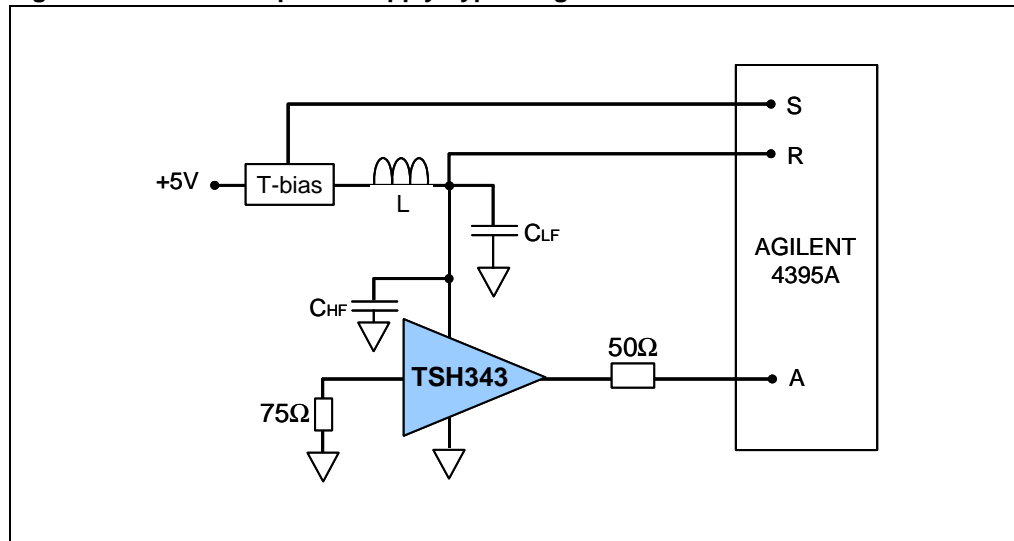 S
R
+5V
T-bias
L
CLF
AGILENT
4395A
CHF
50Ω
TSH343
A
75Ω